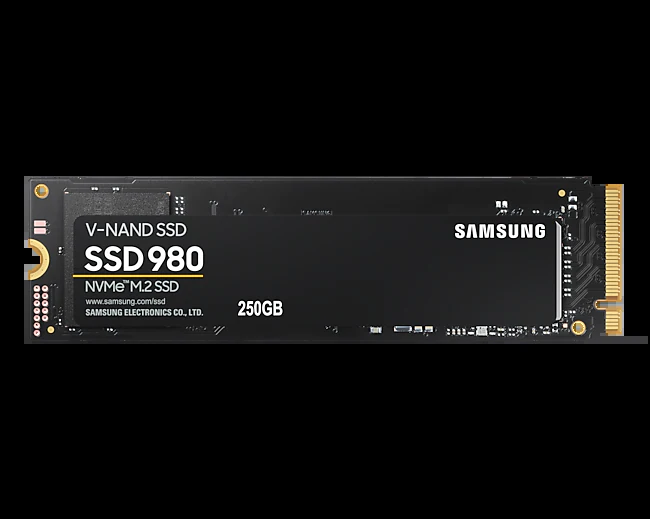 V-NAND SSD
SAMSUNG
SSD 980
NVMe™ M.2 SSD
www.samsung.com/ssd
SAMSUNG ELECTRONICS CO., LTD.
250GB